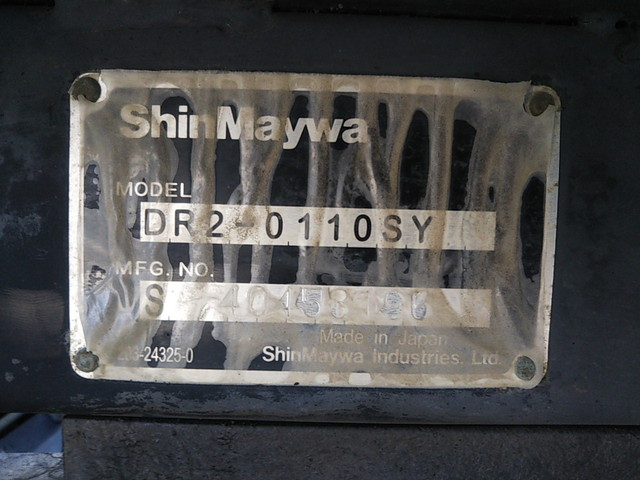 ShinMaywa
MODEL
DR2-0110SY
MFG. NO.
Made in Japan
ShinMaywa Industries, Ltd.